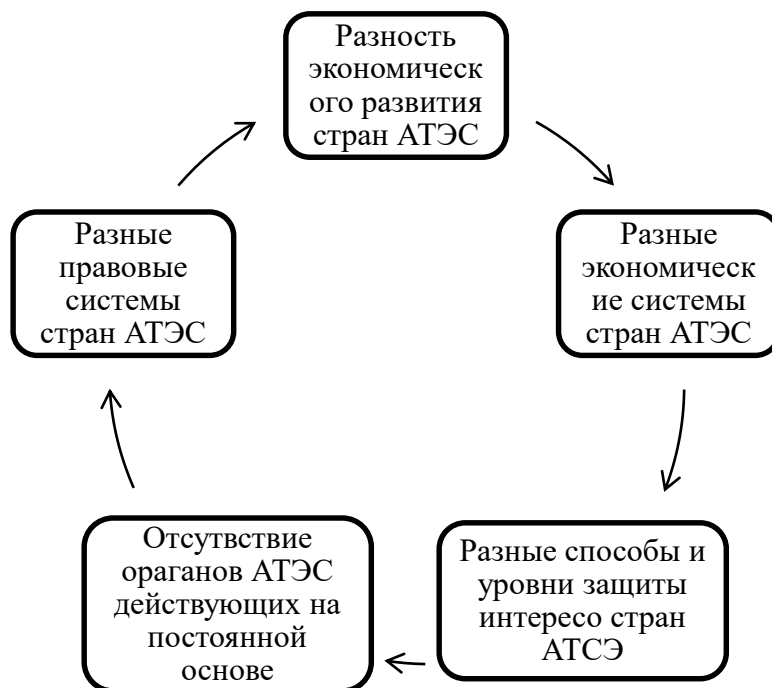 Разность
экономическ
ого развития
стран АТЭС
Разные
экономическ
ие системы
стран АТЭС
Разные способы и
уровни защиты
интересо стран
АТСЭ
Отсутвствие
ораганов АТЭС
действующих на
постоянной
основе
Разные
правовые
системы
стран АТЭС